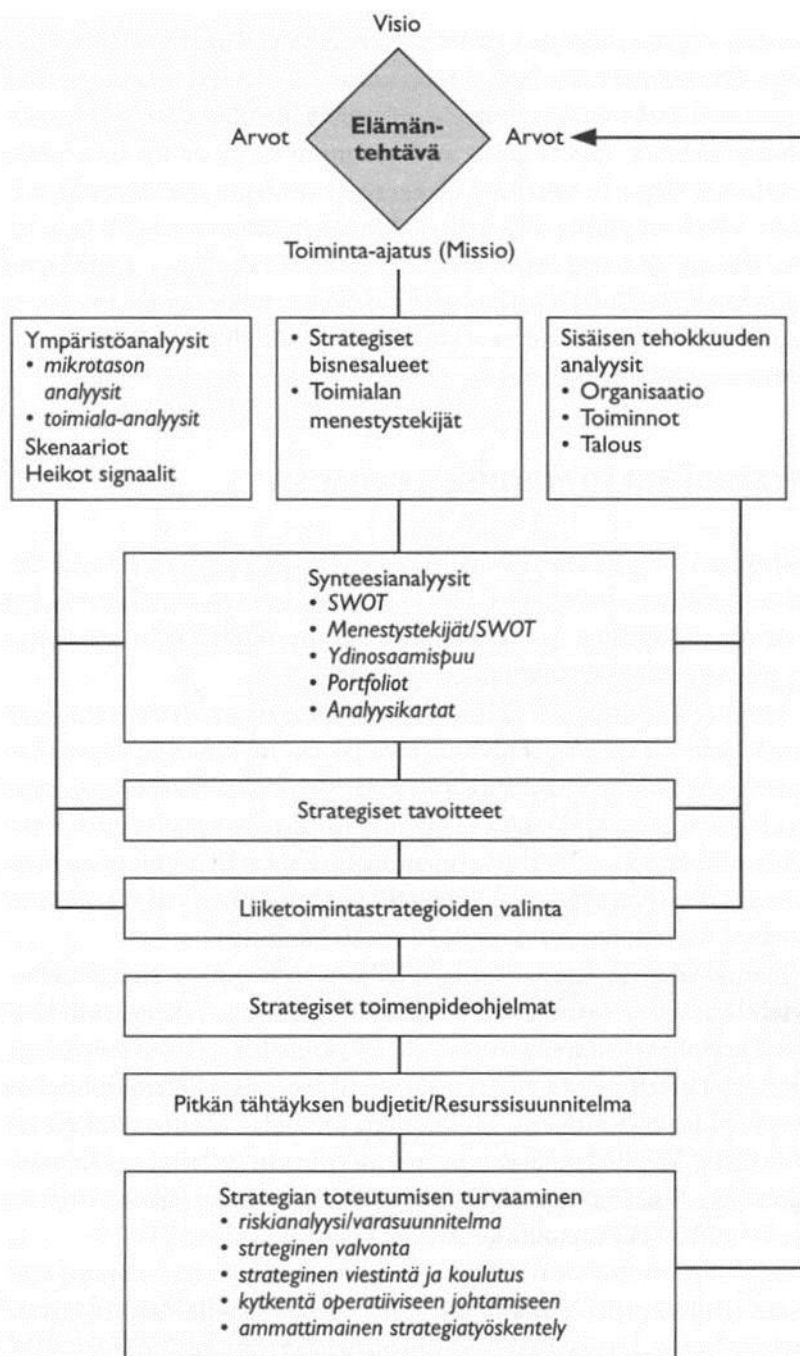 Visio
Arvot
Elämän-
tehtävä
Arvot
Toiminta-ajatus (Missio)
Ympäristöanalyysit
• mikrotason
analyysit
• toimiala-analyysit
Skenaariot
Heikot signaalit
• Strategiset
bisnesalueet
• Toimialan
menestystekijät
Sisäisen tehokkuuden
analyysit
• Organisaatio
• Toiminnot
• Talous
Synteesianalyysit
• SWOT
• Menestystekijät/SWOT
• Ydinosaamispuu
• Portfoliot
• Analyysikartat
Strategiset tavoitteet
Liiketoimintastrategioiden valinta
Strategiset toimenpideohjelmat
Pitkän tähtäyksen budjetit/Resurssisuunnitelma
Strategian toteutumisen turvaaminen
• riskianalyysi/varasuunnitelma
• strteginen valvonta
• strateginen viestintä ja koulutus
• kytkentä operatiiviseen johtamiseen
• ammattimainen strategiatyöskentely